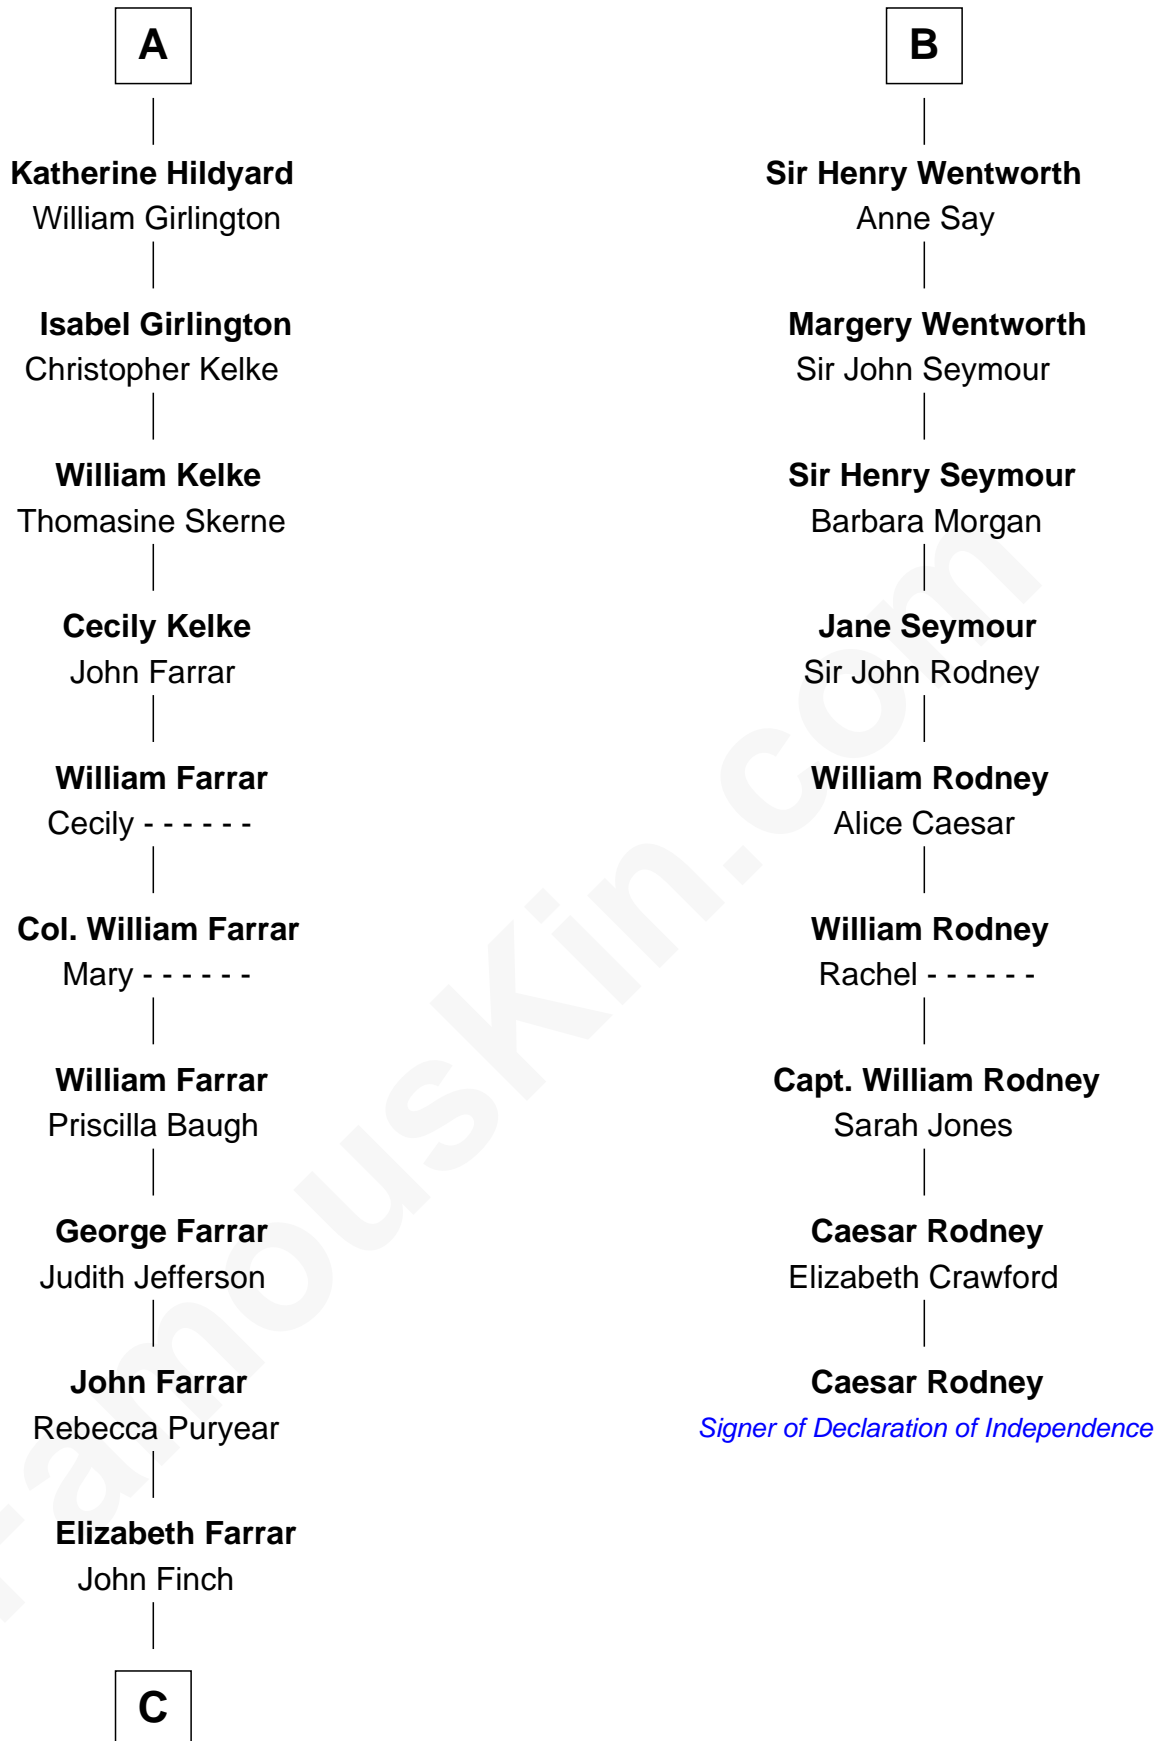 A
Katherine Hildyard
William Girlington
Isabel Girlington
Christopher Kelke
William Kelke
Thomasine Skerne
Cecily Kelke
John Farrar
William Farrar
Cecily - - - - - -
Col. William Farrar
Mary - - - - - -
William Farrar
Priscilla Baugh
George Farrar
Judith Jefferson
John Farrar
Rebecca Puryear
Elizabeth Farrar
John Finch
C
B
Sir Henry Wentworth
Anne Say
Margery Wentworth
Sir John Seymour
Sir Henry Seymour
Barbara Morgan
Jane Seymour
Sir John Rodney
William Rodney
Alice Caesar
William Rodney
Rachel - - - - - -
Capt. William Rodney
Sarah Jones
Caesar Rodney
Elizabeth Crawford
Caesar Rodney
Signer of Declaration of Independence
FamousKin.com